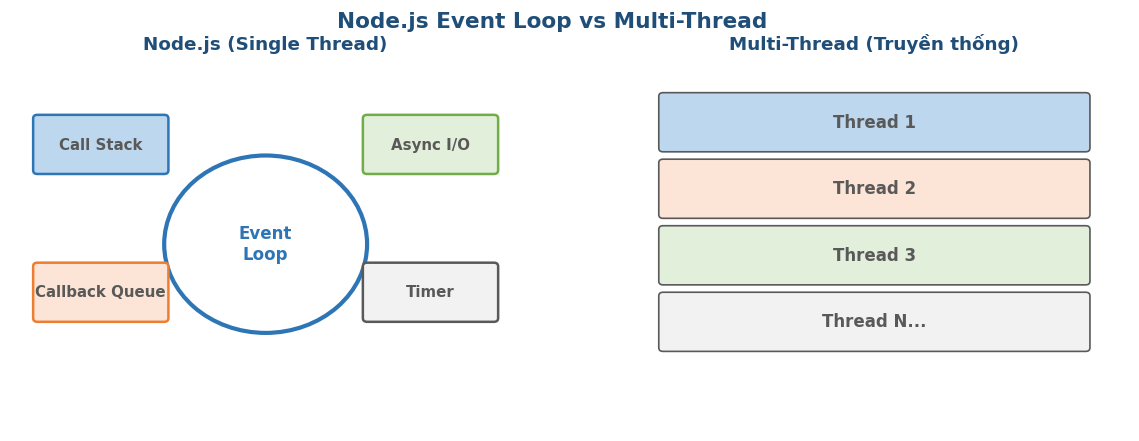 Node.js Event Loop vs Multi-Thread
Node.js (Single Thread)
Call Stack
Async I/O
Event
Loop
Callback Queue
Timer
Multi-Thread (Truyền thống)
Thread 1
Thread 2
Thread 3
Thread N...